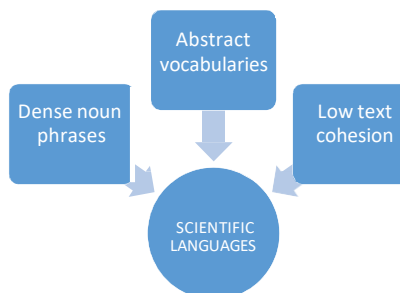 Abstract
vocabularies
Dense noun
phrases
Low text
cohesion
SCIENTIFIC
LANGUAGES